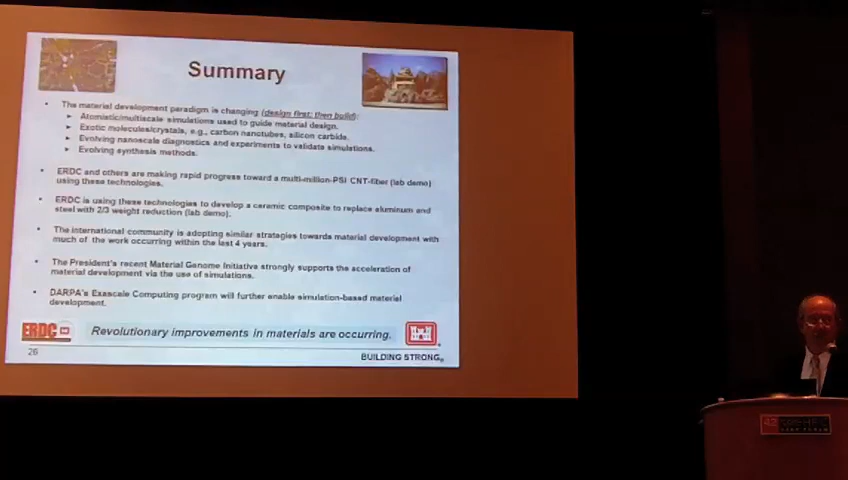 Summary
• The material development paradigm is changing (design first; then build):
➤ Atomistic/multiscale simulations used to guide material design.
➤ Exotic molecules/crystals, e.g., carbon nanotubes, silicon carbide.
➤ Evolving nanoscale diagnostics and experiments to validate simulations.
➤ Evolving synthesis methods.
• ERDC and others are making rapid progress toward a multi-million-PSI CNT-fiber (lab demo)
using these technologies.
• ERDC is using these technologies to develop a ceramic composite to replace aluminum and
steel with 2/3 weight reduction (lab demo).
• The international community is adopting similar strategies towards material development with
much of the work occurring within the last 4 years.
• The President's recent Material Genome Initiative strongly supports the acceleration of
material development via the use of simulations.
• DARPA's Exascale Computing program will further enable simulation-based material
development.
ERDC
Revolutionary improvements in materials are occurring.
26
BUILDING STRONG®
42
USER FORUM